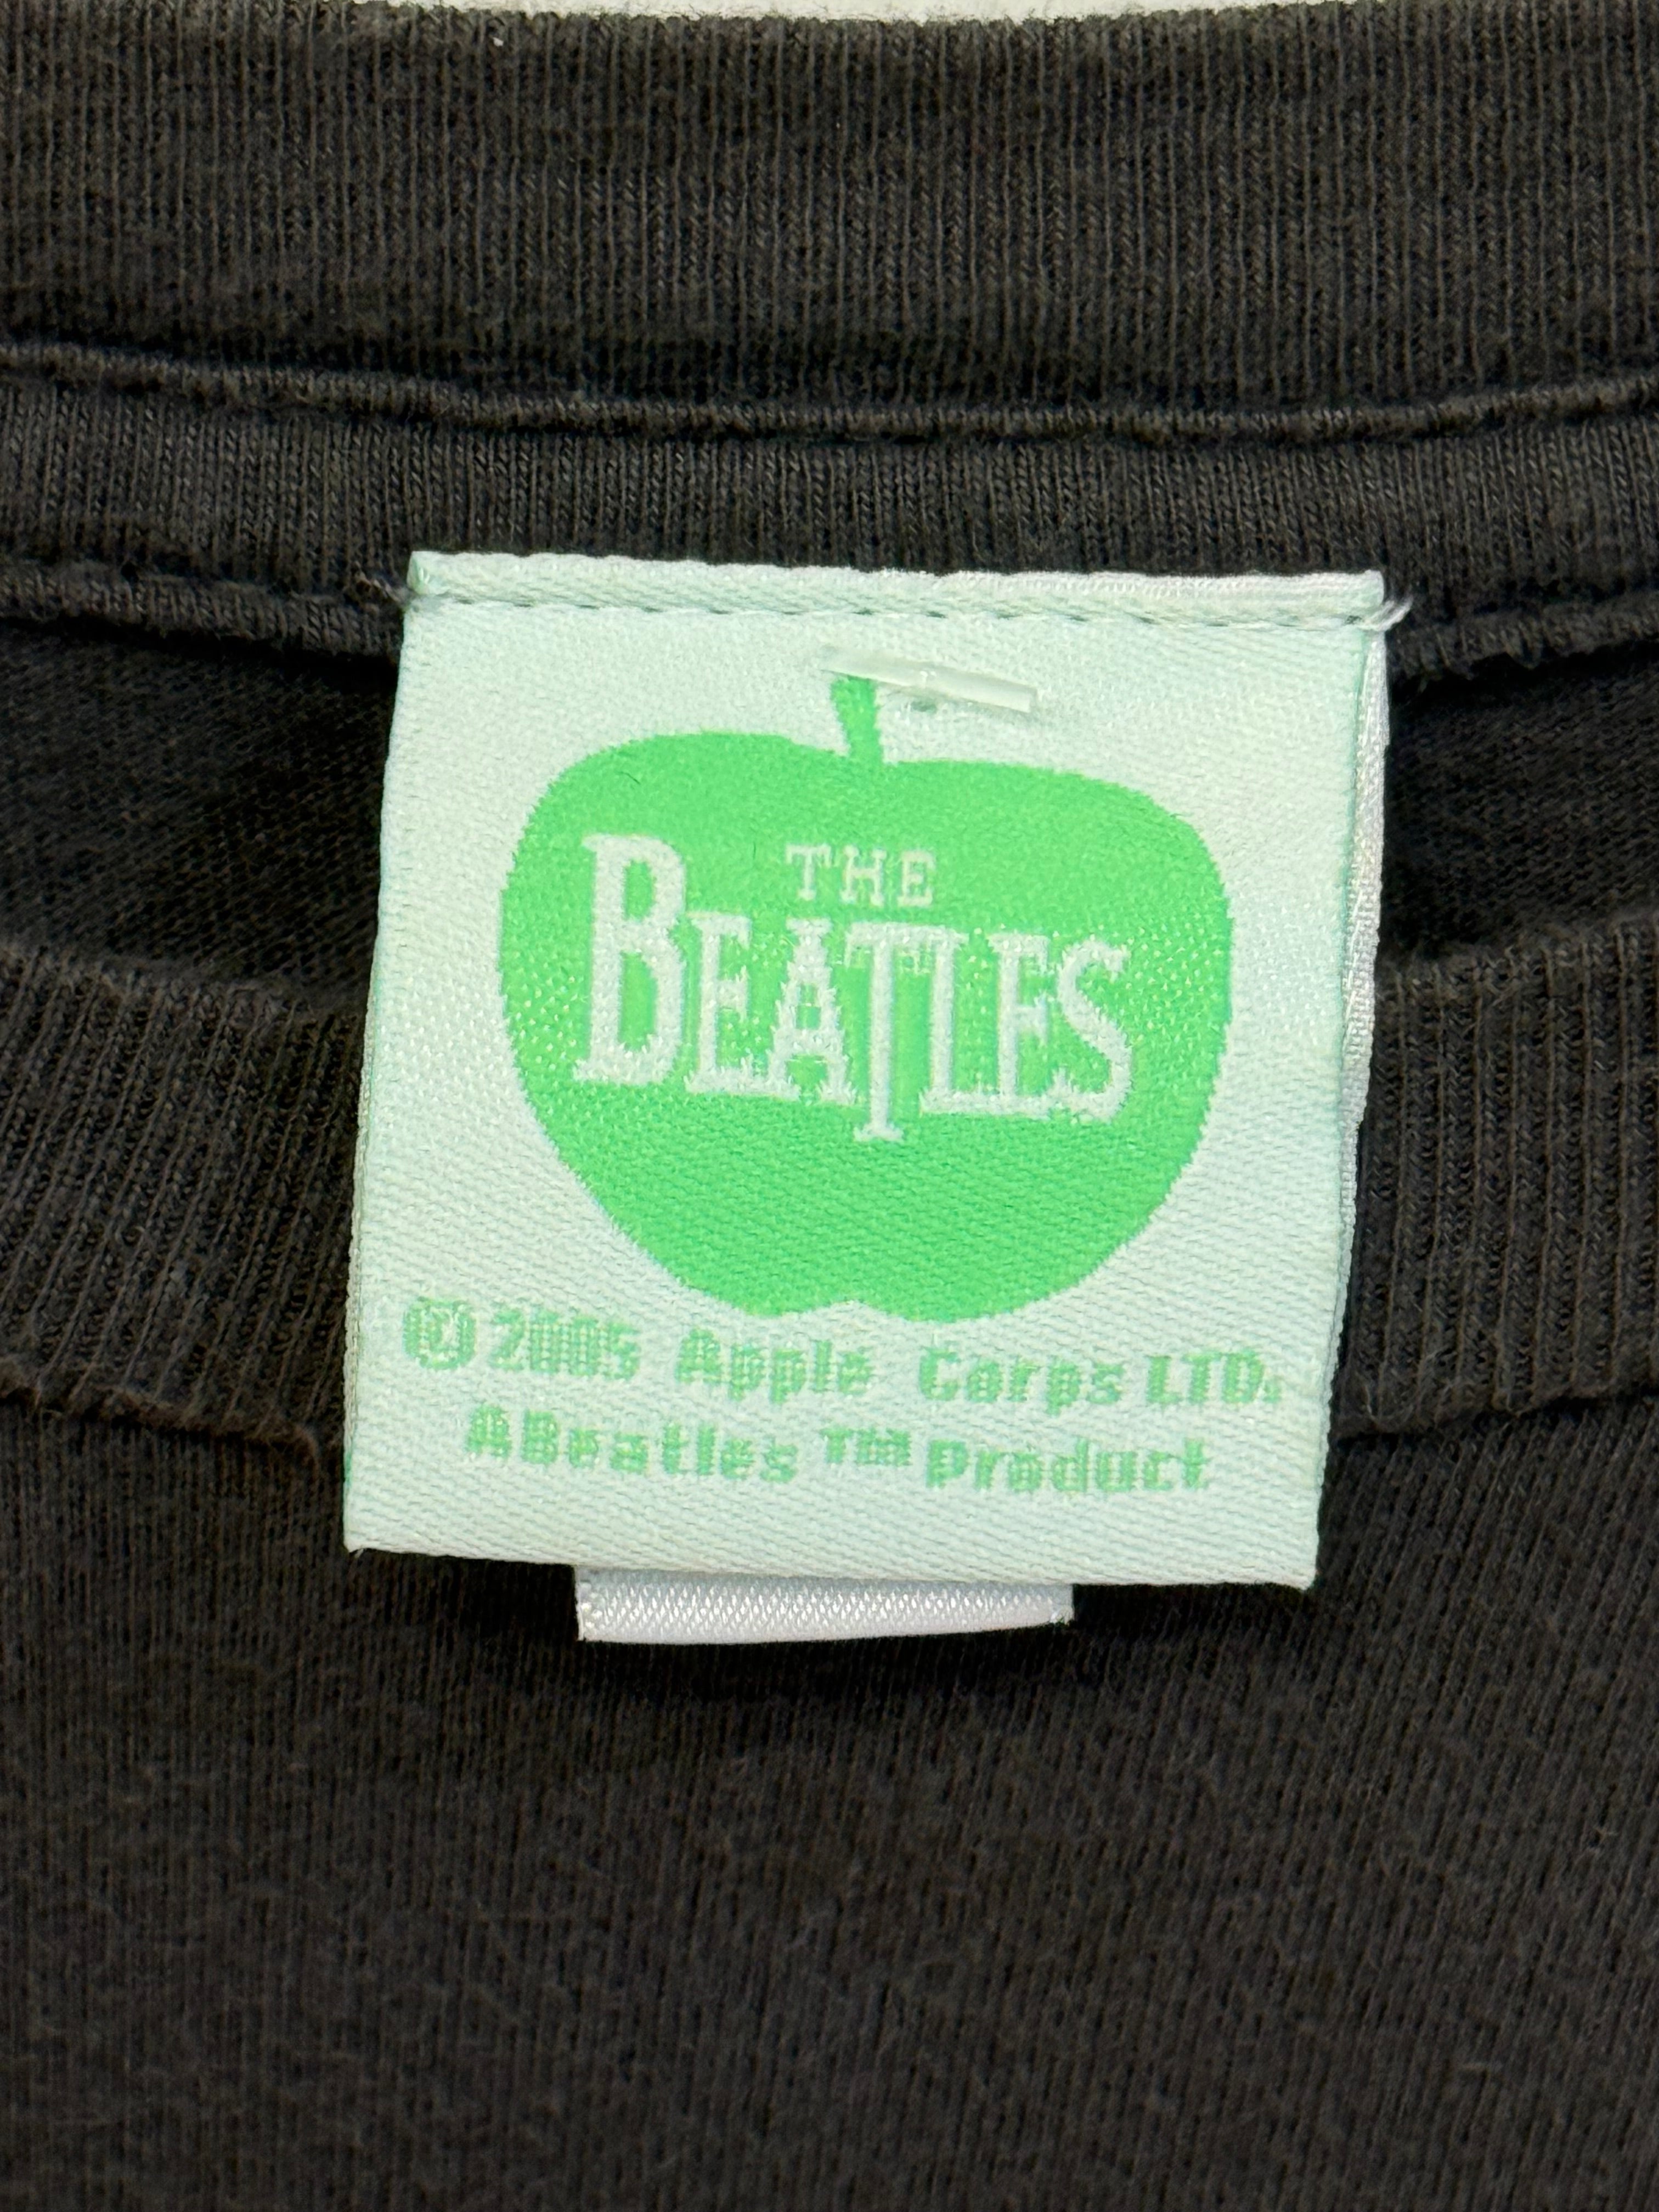 THE
BEATLES
© 2005 Apple Corps LTD.
A Beatles ™ Product